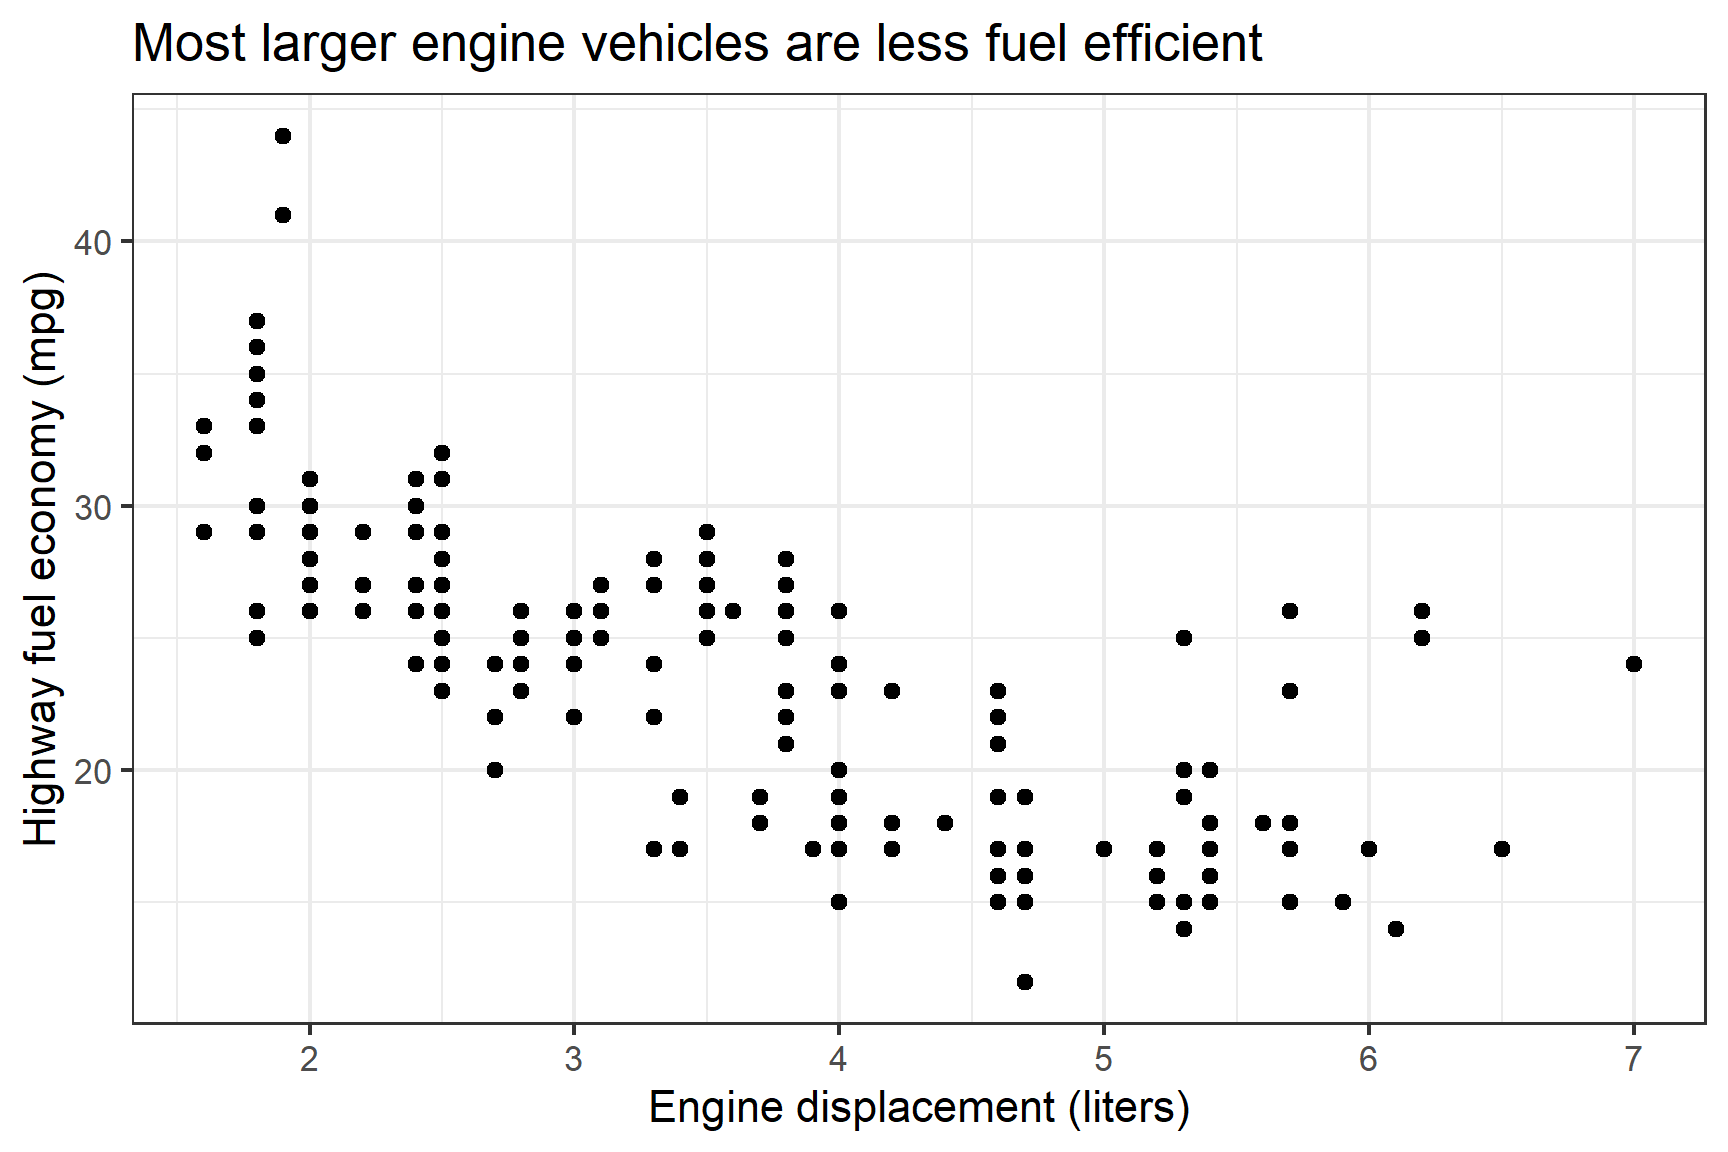 Most larger engine vehicles are less fuel efficient
Highway fuel economy (mpg)
40
30
20
2 3 4 5 6 7
Engine displacement (liters)